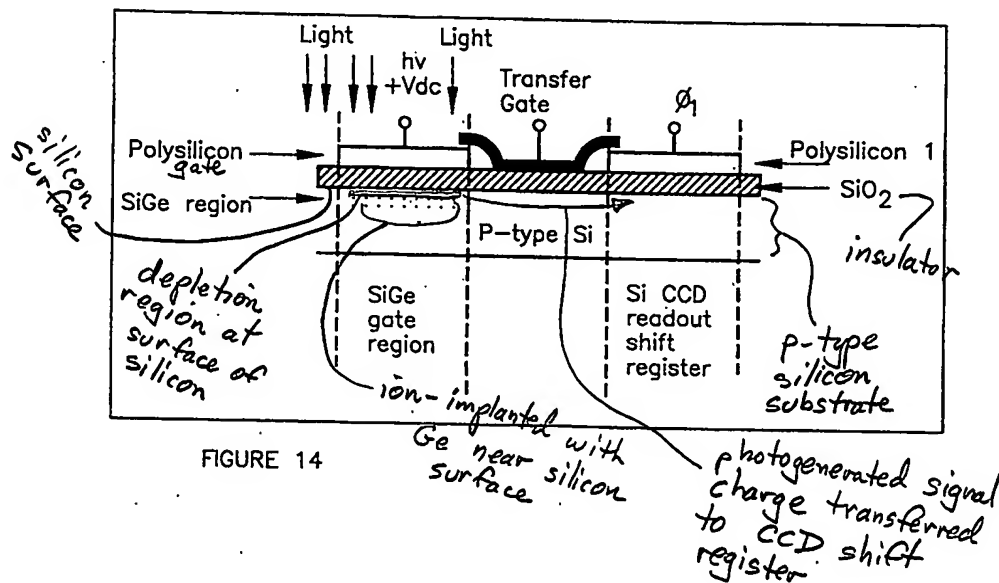 Light
Light
hv
+Vdc
Transfer
Gate
Ø1
silicon
surface
Polysilicon
gate
Polysilicon 1
SiGe region
SiO2
P-type Si
insulator
depletion
region at
surface of
silicon
SiGe
gate
region
Si CCD
readout
shift
register
p-type
silicon
substrate
ion-implanted with
Ge near silicon
surface
FIGURE 14
photogenerated signal
charge transferred
to CCD shift
register